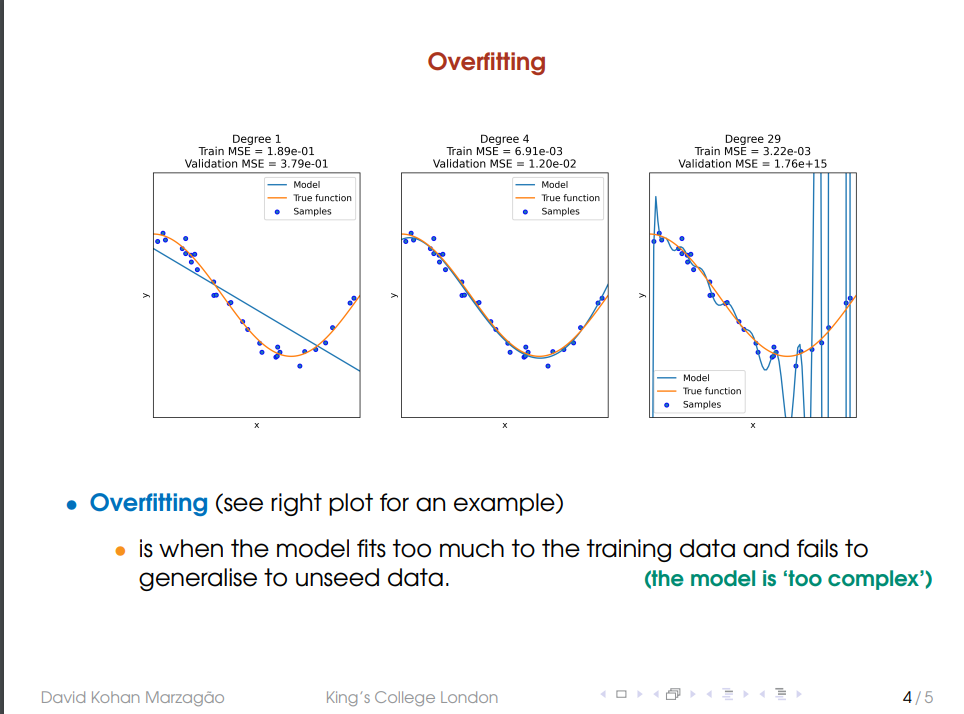 Overfitting
Degree 1
Train MSE = 1.89e-01
Validation MSE = 3.79e-01
Model
True function
Samples
y
x
Degree 4
Train MSE = 6.91e-03
Validation MSE = 1.20e-02
Model
True function
Samples
y
x
Degree 29
Train MSE = 3.22e-03
Validation MSE = 1.76e+15
Model
True function
Samples
y
x
• Overfitting (see right plot for an example)
• is when the model fits too much to the training data and fails to
generalise to unseed data. (the model is ‘too complex’)
David Kohan Marzagão King’s College London 4 / 5